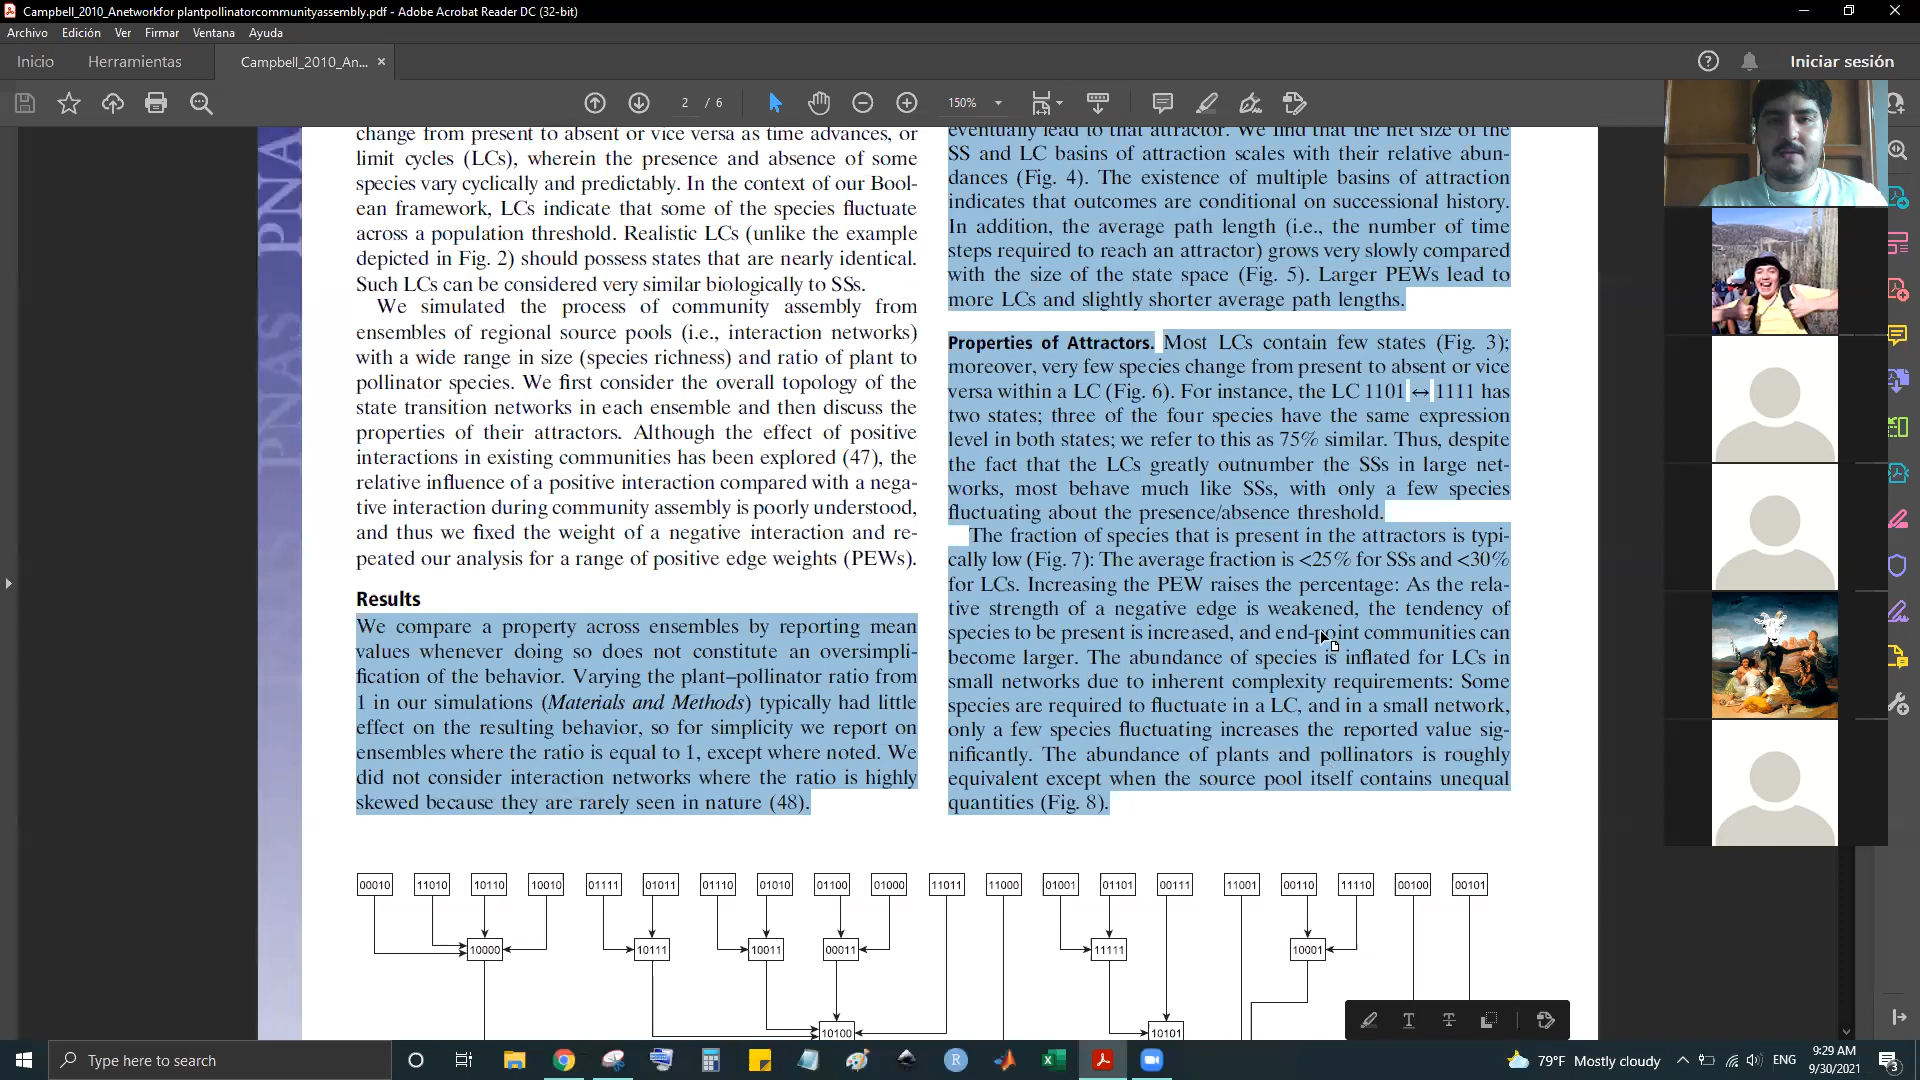 Campbell_2010_Anetworkfor plantpollinatorcommunityassembly.pdf - Adobe Acrobat Reader DC (32-bit)
Archivo Edición Ver Firmar Ventana Ayuda
Inicio Herramientas Campbell_2010_An... × Iniciar sesión
2 / 6 150%
change from present to absent or vice versa as time advances, or
limit cycles (LCs), wherein the presence and absence of some
species vary cyclically and predictably. In the context of our Bool-
ean framework, LCs indicate that some of the species fluctuate
across a population threshold. Realistic LCs (unlike the example
depicted in Fig. 2) should possess states that are nearly identical.
Such LCs can be considered very similar biologically to SSs.
We simulated the process of community assembly from
ensembles of regional source pools (i.e., interaction networks)
with a wide range in size (species richness) and ratio of plant to
pollinator species. We first consider the overall topology of the
state transition networks in each ensemble and then discuss the
properties of their attractors. Although the effect of positive
interactions in existing communities has been explored (47), the
relative influence of a positive interaction compared with a nega-
tive interaction during community assembly is poorly understood,
and thus we fixed the weight of a negative interaction and re-
peated our analysis for a range of positive edge weights (PEWs).
Results
We compare a property across ensembles by reporting mean
values whenever doing so does not constitute an oversimpli-
fication of the behavior. Varying the plant–pollinator ratio from
1 in our simulations (Materials and Methods) typically had little
effect on the resulting behavior, so for simplicity we report on
ensembles where the ratio is equal to 1, except where noted. We
did not consider interaction networks where the ratio is highly
skewed because they are rarely seen in nature (48).
eventually lead to that attractor. We find that the net size of the
SS and LC basins of attraction scales with their relative abun-
dances (Fig. 4). The existence of multiple basins of attraction
indicates that outcomes are conditional on successional history.
In addition, the average path length (i.e., the number of time
steps required to reach an attractor) grows very slowly compared
with the size of the state space (Fig. 5). Larger PEWs lead to
more LCs and slightly shorter average path lengths.
Properties of Attractors. Most LCs contain few states (Fig. 3);
moreover, very few species change from present to absent or vice
versa within a LC (Fig. 6). For instance, the LC 1101 ↔ 1111 has
two states; three of the four species have the same expression
level in both states; we refer to this as 75% similar. Thus, despite
the fact that the LCs greatly outnumber the SSs in large net-
works, most behave much like SSs, with only a few species
fluctuating about the presence/absence threshold.
The fraction of species that is present in the attractors is typi-
cally low (Fig. 7): The average fraction is <25% for SSs and <30%
for LCs. Increasing the PEW raises the percentage: As the rela-
tive strength of a negative edge is weakened, the tendency of
species to be present is increased, and end-point communities can
become larger. The abundance of species is inflated for LCs in
small networks due to inherent complexity requirements: Some
species are required to fluctuate in a LC, and in a small network,
only a few species fluctuating increases the reported value sig-
nificantly. The abundance of plants and pollinators is roughly
equivalent except when the source pool itself contains unequal
quantities (Fig. 8).
00010 11010 10110 10010 01111 01011 01110 01010 01100 01000 11011 11000 01001 01101 00111 11001 00110 11110 00100 00101
10000 10111 10011 00011 11111 10001
10100 10101
PNAS PNAS PNA
Type here to search
79°F Mostly cloudy ENG
9:29 AM
9/30/2021
3